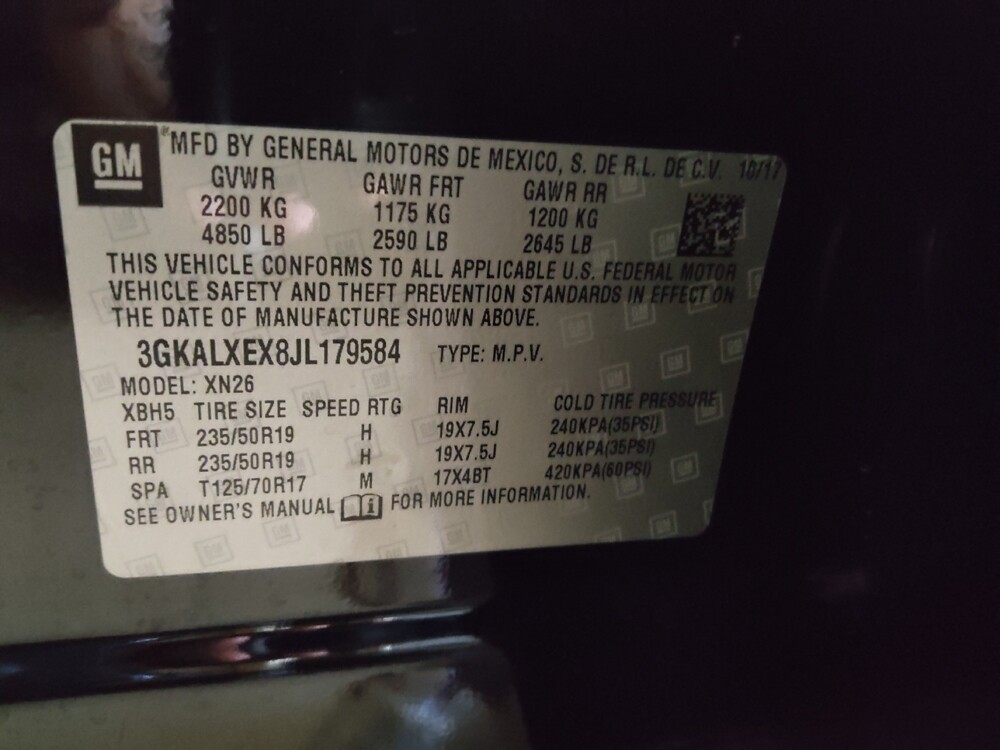 GM
MFD BY GENERAL MOTORS DE MEXICO, S. DE R.L. DE C.V. 10/17
GVWR GAWR FRT GAWR RR
2200 KG 1175 KG 1200 KG
4850 LB 2590 LB 2645 LB
THIS VEHICLE CONFORMS TO ALL APPLICABLE U.S. FEDERAL MOTOR
VEHICLE SAFETY AND THEFT PREVENTION STANDARDS IN EFFECT ON
THE DATE OF MANUFACTURE SHOWN ABOVE.
3GKALXEX8JL179584 TYPE: M.P.V.
MODEL: XN26
XBH5 TIRE SIZE SPEED RTG RIM COLD TIRE PRESSURE
FRT 235/50R19 H 19X7.5J 240KPA(35PSI)
RR 235/50R19 H 19X7.5J 240KPA(35PSI)
SPA T125/70R17 M 17X4BT 420KPA(60PSI)
SEE OWNER'S MANUAL i FOR MORE INFORMATION.